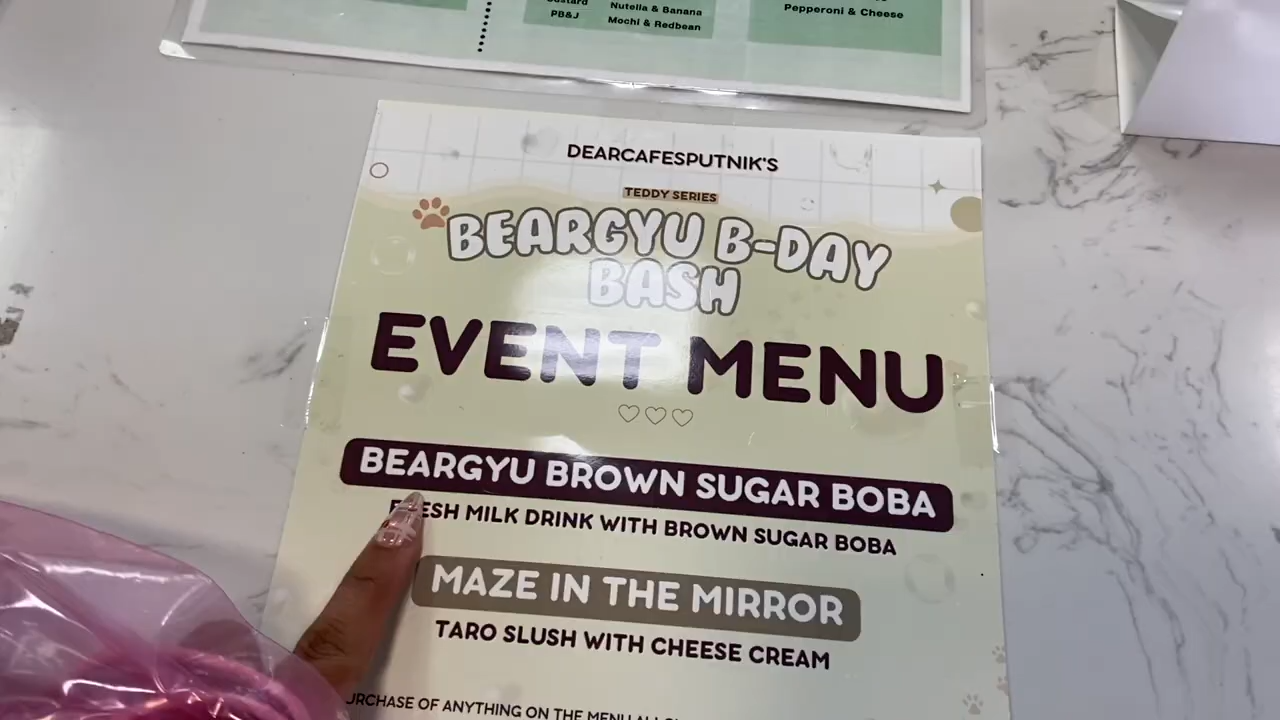 PB&J
Nutella & Banana
Mochi & Redbean
Pepperoni & Cheese
DEARCAFESPUTNIK'S
TEDDY SERIES
BEARGYU B-DAY
BASH
EVENT MENU
BEARGYU BROWN SUGAR BOBA
FRESH MILK DRINK WITH BROWN SUGAR BOBA
MAZE IN THE MIRROR
TARO SLUSH WITH CHEESE CREAM
OF ANYTHING ON THE MENU